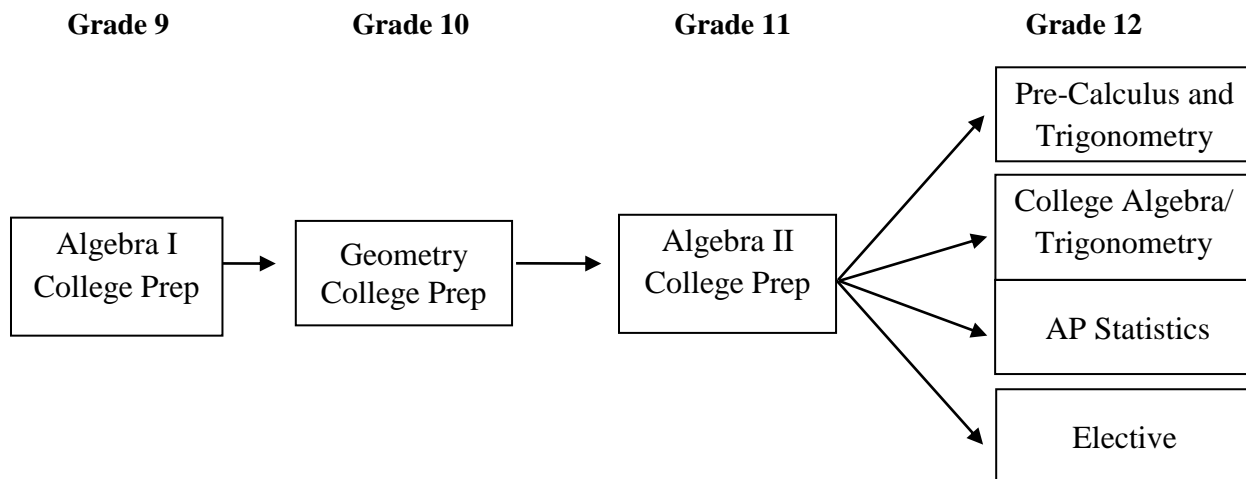 Grade 9
Grade 10
Grade 11
Grade 12
Algebra I
College Prep
Geometry
College Prep
Algebra II
College Prep
Pre-Calculus and
Trigonometry
College Algebra/
Trigonometry
AP Statistics
Elective